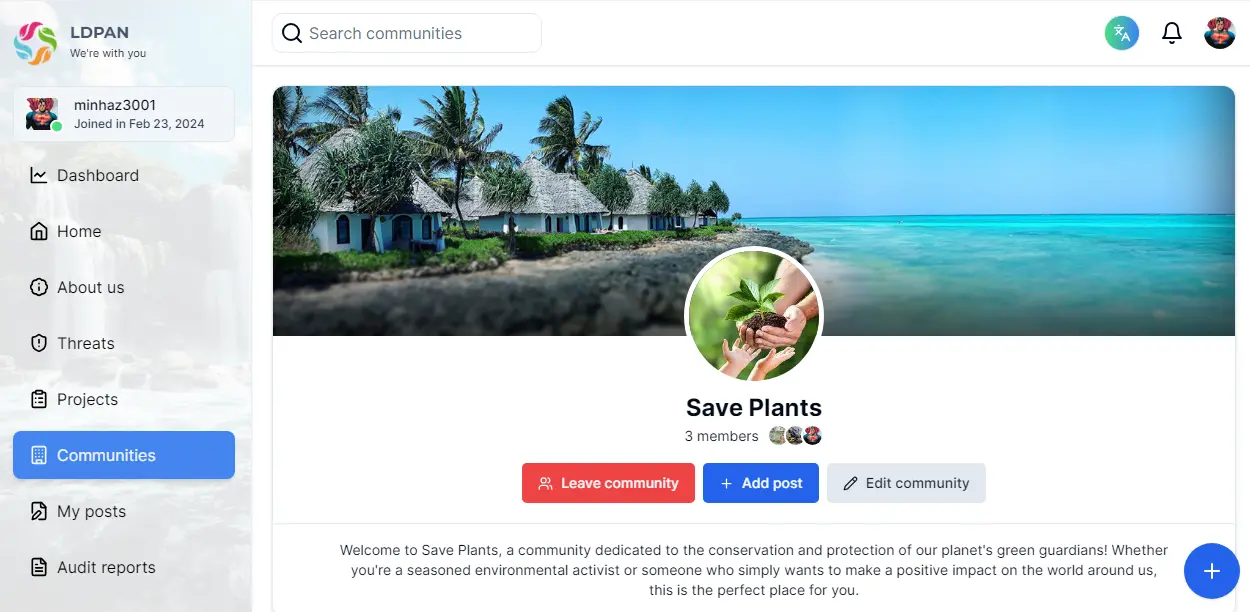 LDPAN
We're with you
minhaz3001
Joined in Feb 23, 2024
Dashboard
Home
About us
Threats
Projects
Communities
My posts
Audit reports
Search communities
Save Plants
3 members
Leave community
Add post
Edit community
Welcome to Save Plants, a community dedicated to the conservation and protection of our planet's green guardians! Whether
you're a seasoned environmental activist or someone who simply wants to make a positive impact on the world around us,
this is the perfect place for you.